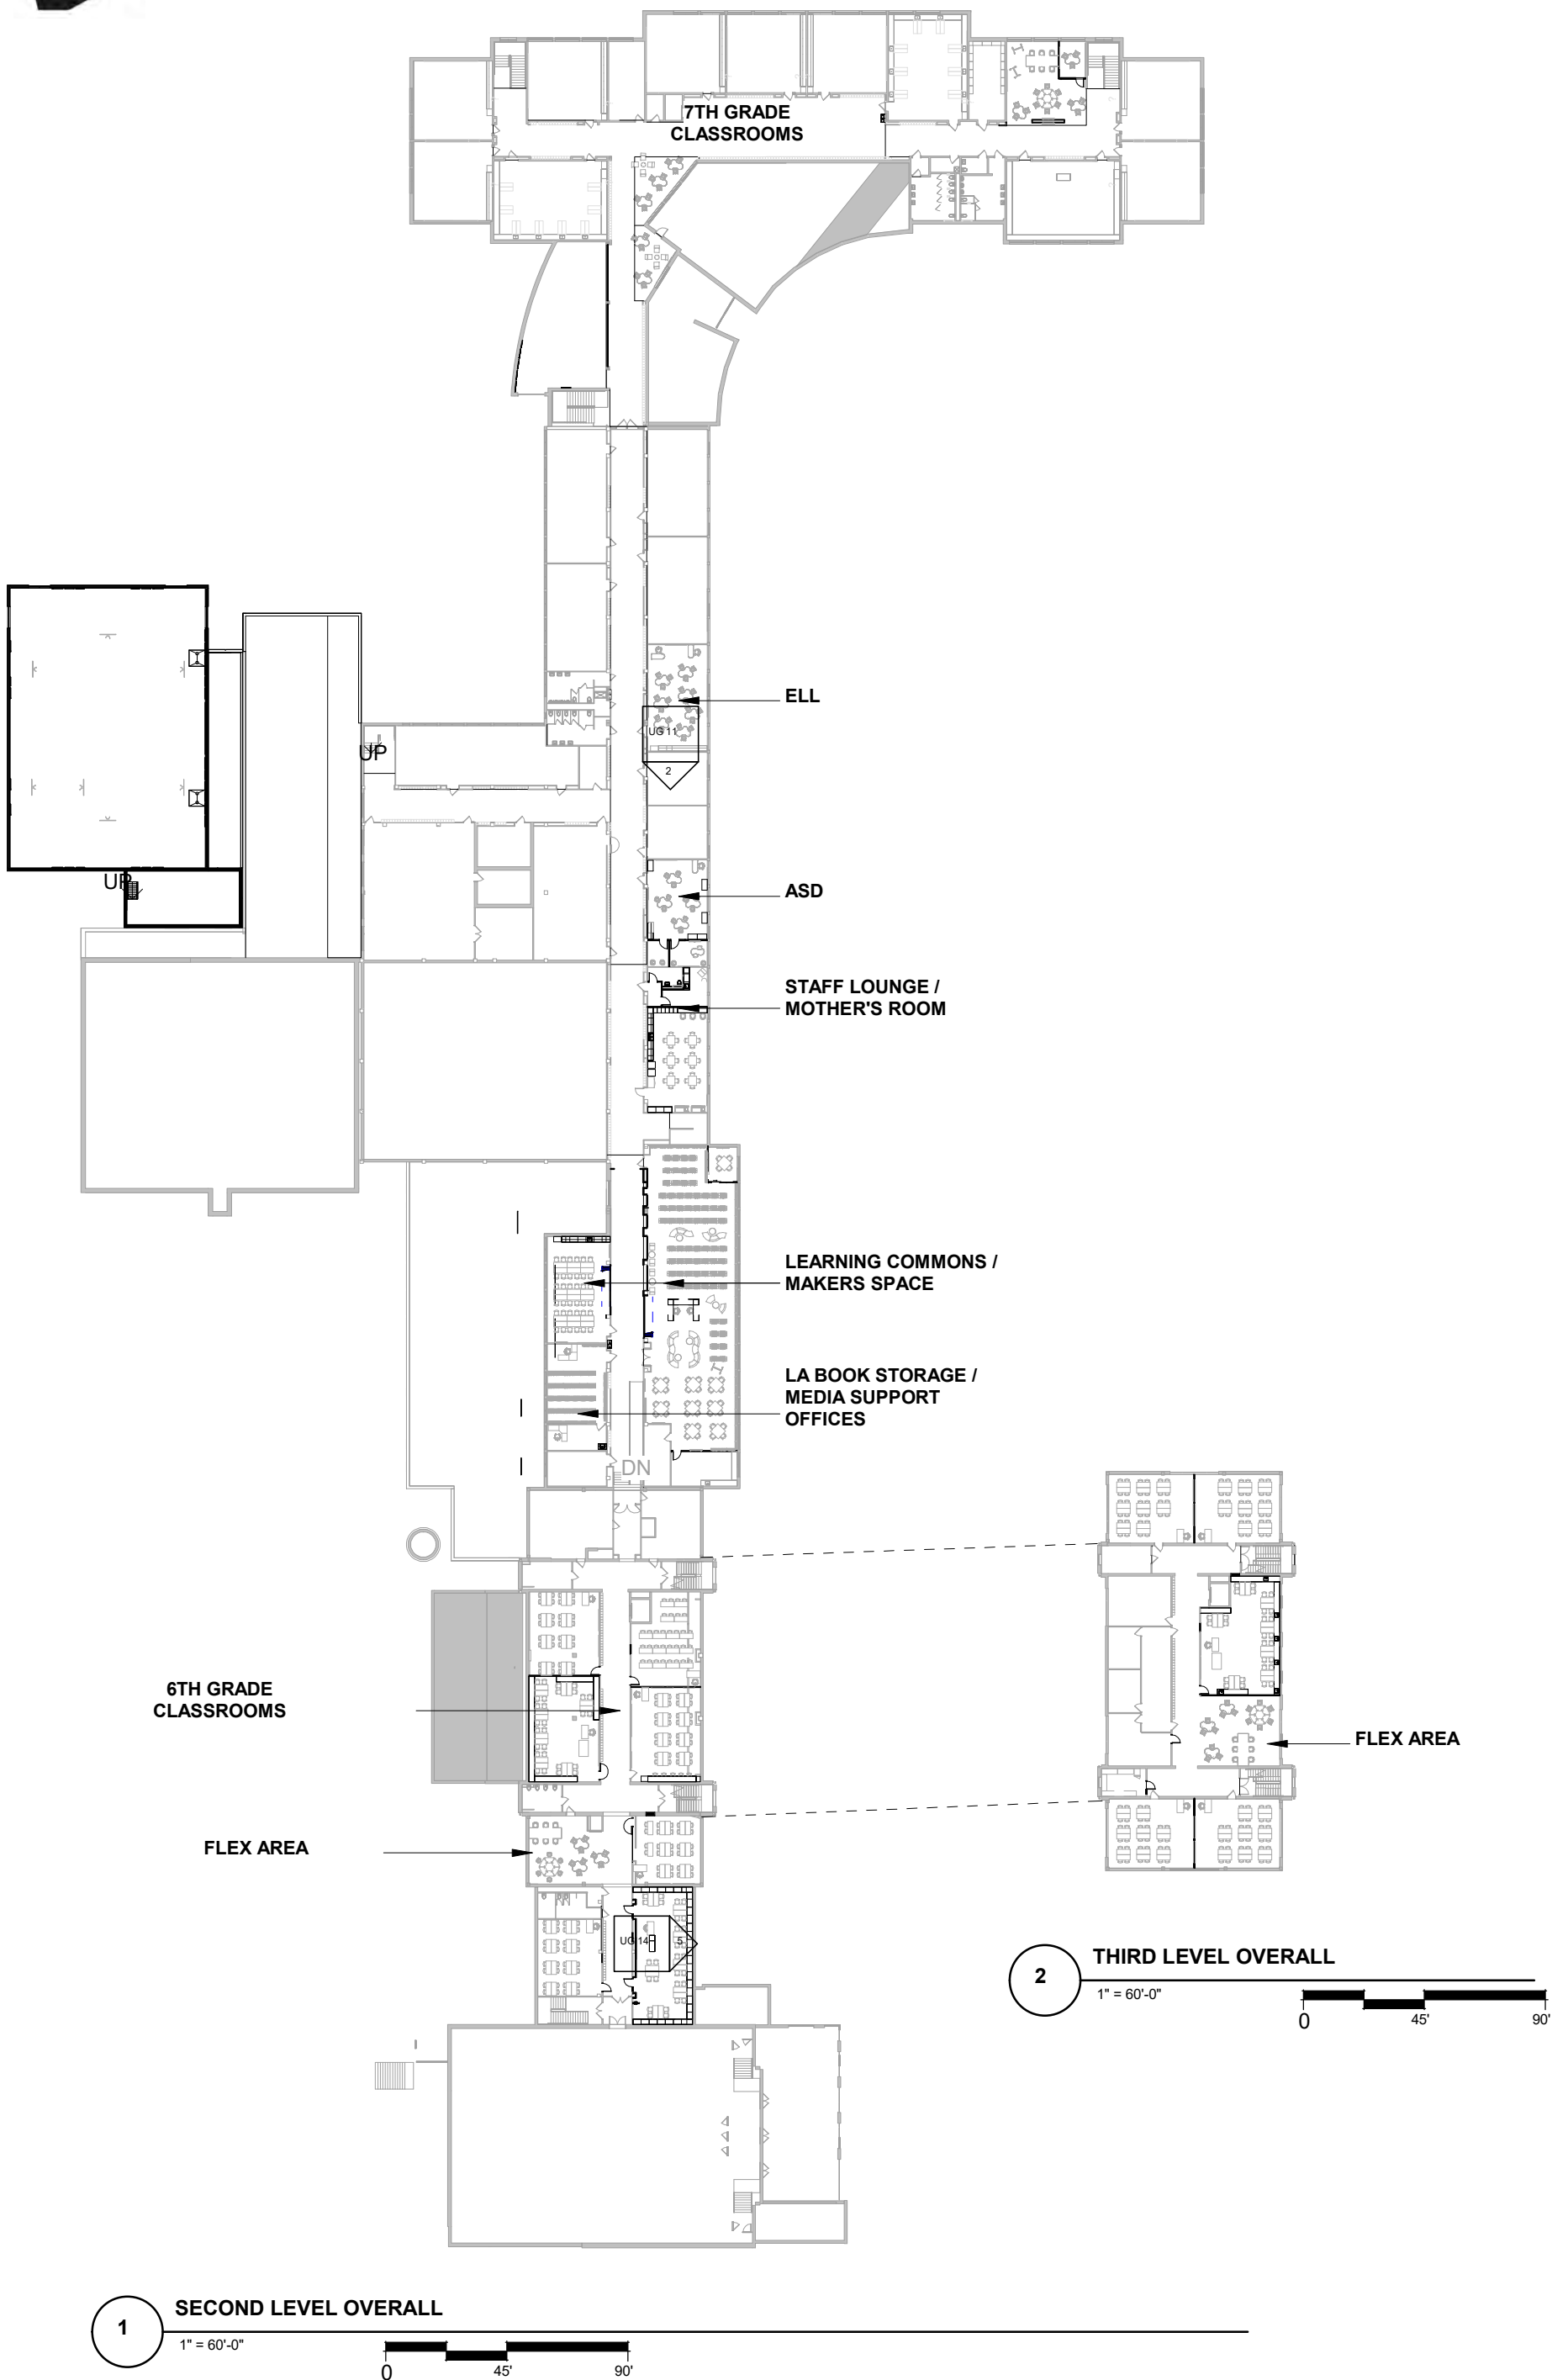 7TH GRADE
CLASSROOMS
ELL
UG 11
2
UP
UP
ASD
STAFF LOUNGE /
MOTHER'S ROOM
LEARNING COMMONS /
MAKERS SPACE
LA BOOK STORAGE /
MEDIA SUPPORT
OFFICES
DN
6TH GRADE
CLASSROOMS
FLEX AREA
FLEX AREA
UG 14
5
2
THIRD LEVEL OVERALL
1" = 60'-0"
0
45'
90'
1
SECOND LEVEL OVERALL
1" = 60'-0"
0
45'
90'